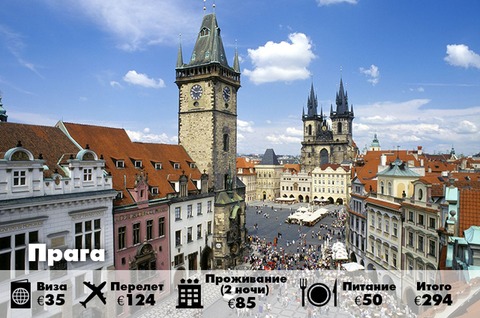 Прага
Виза
€35
Перелет
€124
Проживание
(2 ночи)
€85
Питание
€50
Итого
€294